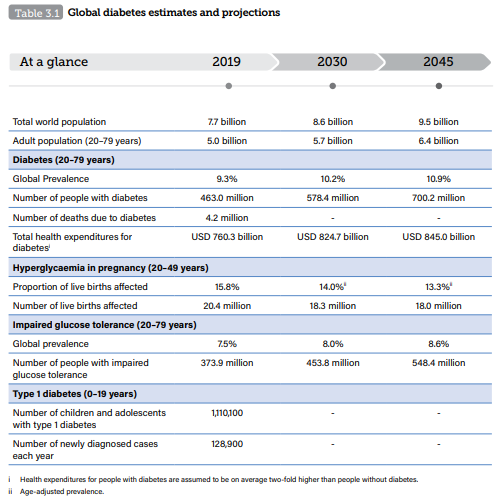 Table 3.1 Global diabetes estimates and projections
At a glance 2019 2030 2045
Total world population 7.7 billion 8.6 billion 9.5 billion
Adult population (20–79 years) 5.0 billion 5.7 billion 6.4 billion
Diabetes (20–79 years)
Global Prevalence 9.3% 10.2% 10.9%
Number of people with diabetes 463.0 million 578.4 million 700.2 million
Number of deaths due to diabetes 4.2 million - -
Total health expenditures for USD 760.3 billion USD 824.7 billion USD 845.0 billion
diabetesⁱ
Hyperglycaemia in pregnancy (20–49 years)
Proportion of live births affected 15.8% 14.0%ⁱⁱ 13.3%ⁱⁱ
Number of live births affected 20.4 million 18.3 million 18.0 million
Impaired glucose tolerance (20–79 years)
Global prevalence 7.5% 8.0% 8.6%
Number of people with impaired 373.9 million 453.8 million 548.4 million
glucose tolerance
Type 1 diabetes (0–19 years)
Number of children and adolescents 1,110,100 - -
with type 1 diabetes
Number of newly diagnosed cases 128,900 - -
each year
i Health expenditures for people with diabetes are assumed to be on average two-fold higher than people without diabetes.
ii Age-adjusted prevalence.